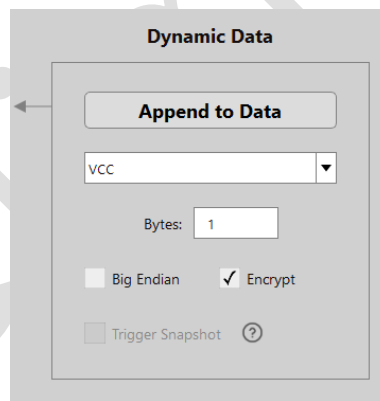 Dynamic Data
Append to Data
VCC
Bytes: 1
Big Endian ✓ Encrypt
Trigger Snapshot ?